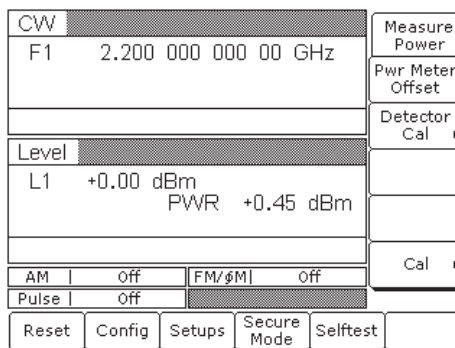 CW
F1 2.200 000 000 00 GHz
Level
L1 +0.00 dBm
PWR +0.45 dBm
AM | Off FM/ϕM| Off
Pulse | Off
Measure
Power
Pwr Meter
Offset
Detector
Cal
Cal
Reset Config Setups Secure
Mode Selftest